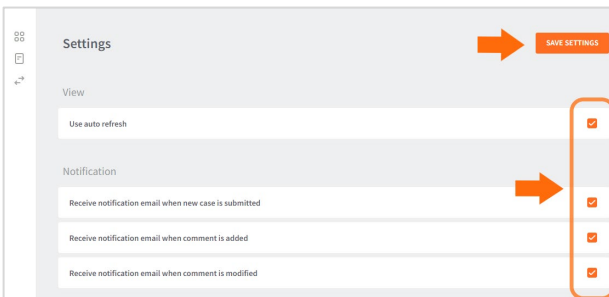 Settings
SAVE SETTINGS
View
Use auto refresh
Notification
Receive notification email when new case is submitted
Receive notification email when comment is added
Receive notification email when comment is modified